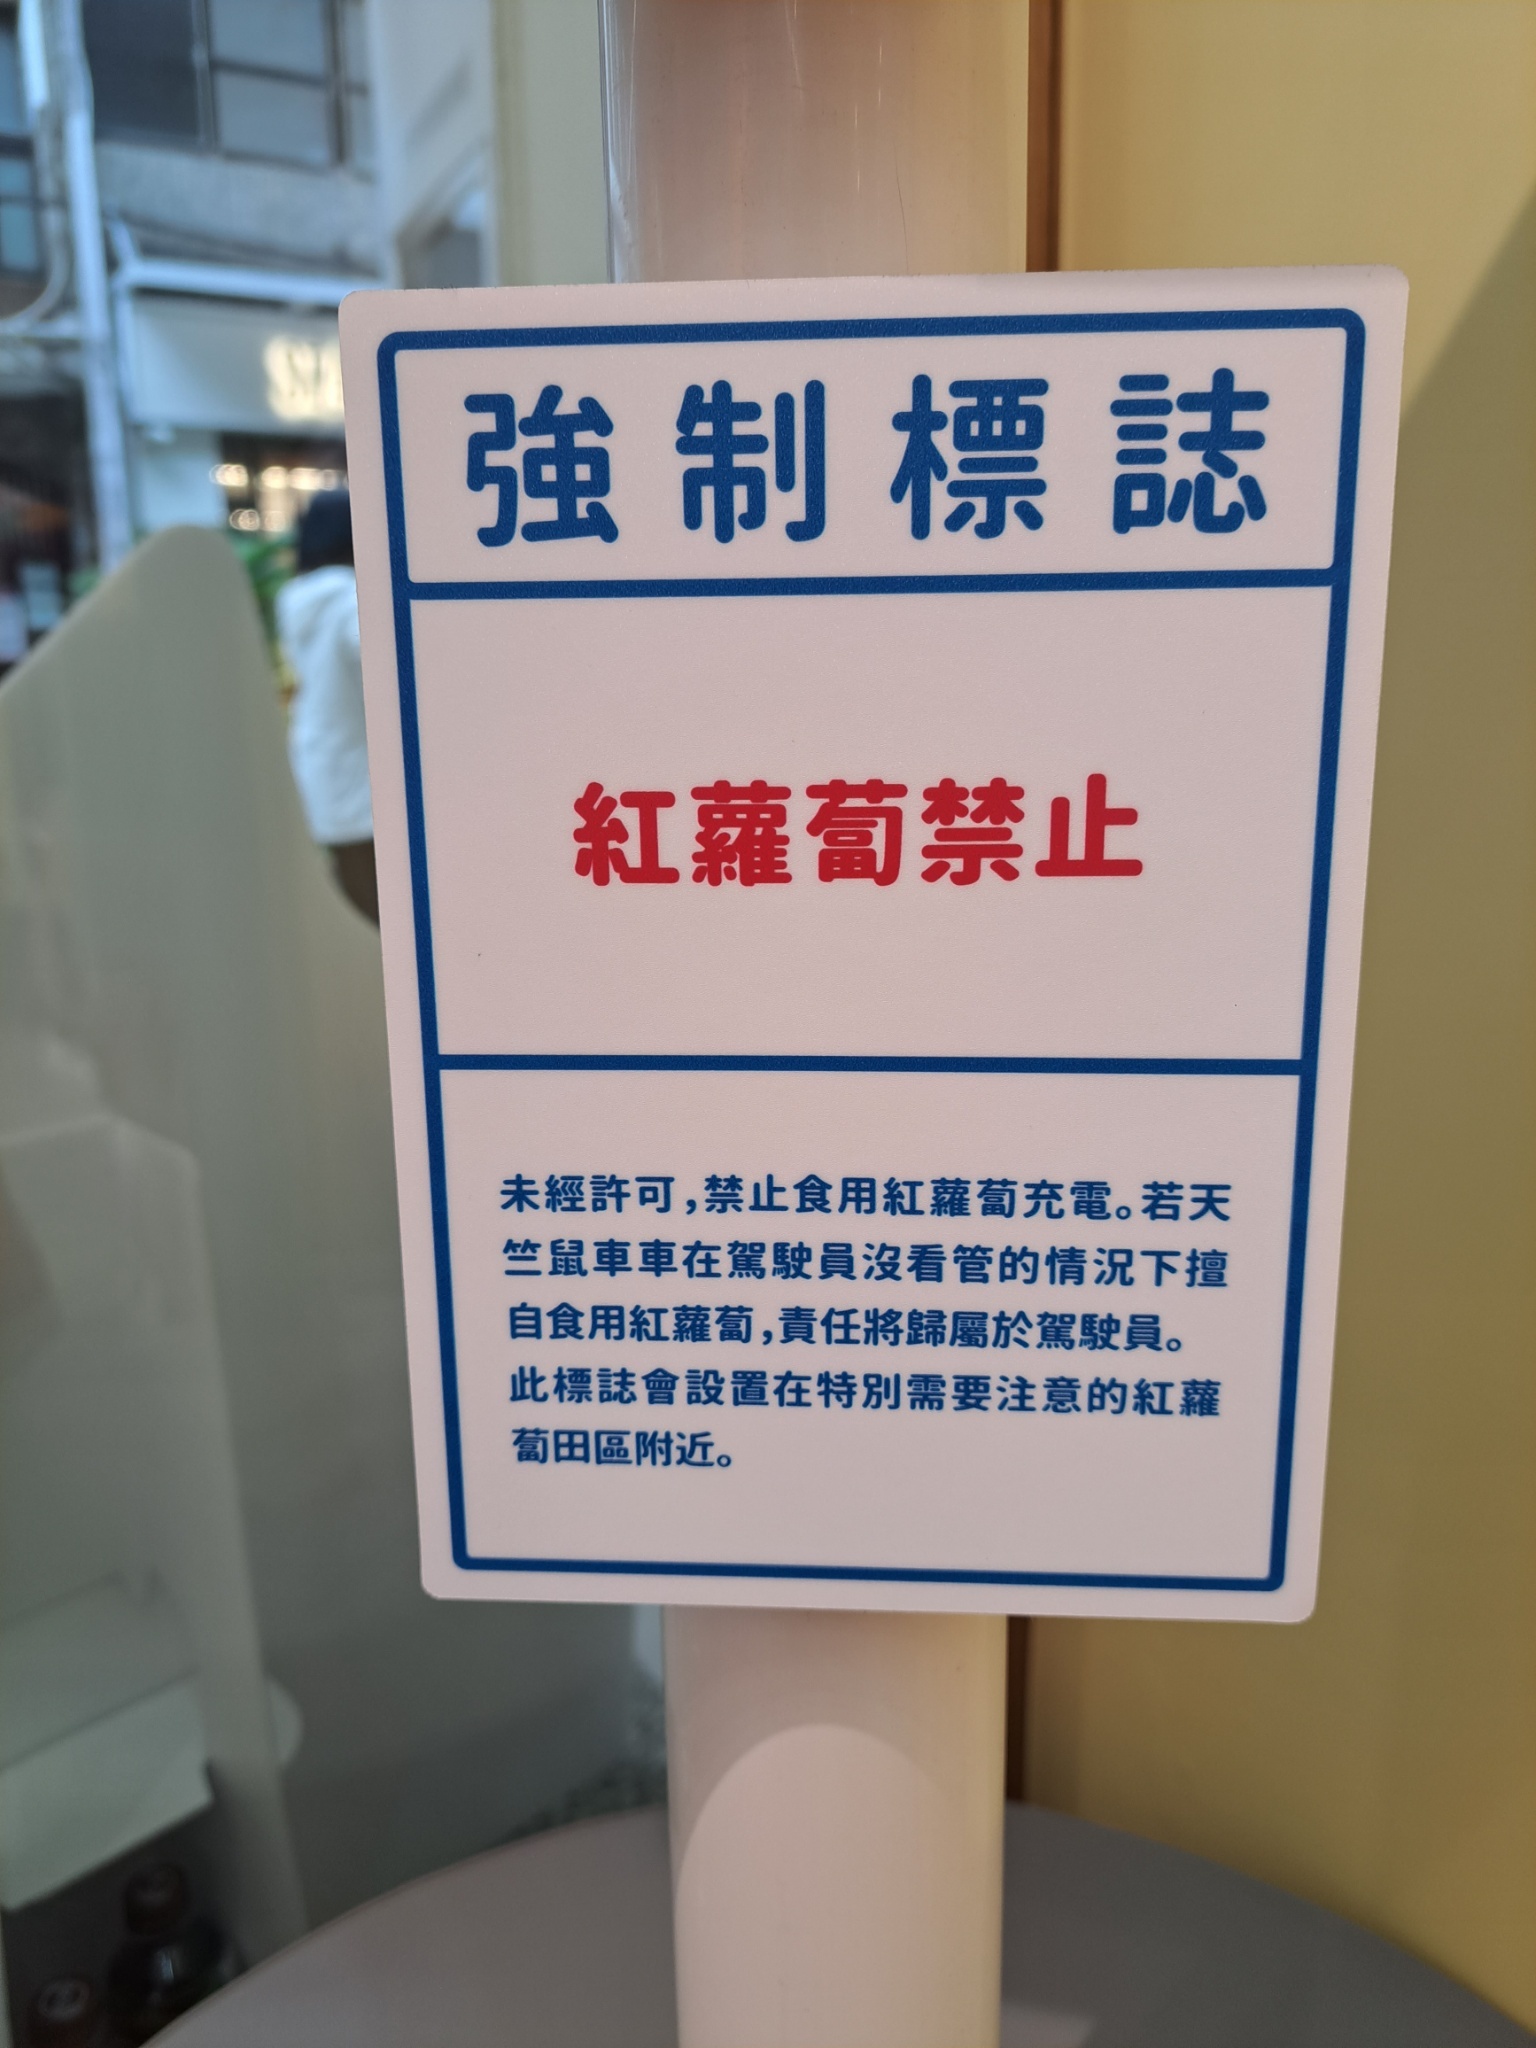 強制標誌
紅蘿蔔禁止
未經許可,禁止食用紅蘿蔔充電。若天
竺鼠車車在駕駛員沒看管的情況下擅
自食用紅蘿蔔,責任將歸屬於駕駛員。
此標誌會設置在特別需要注意的紅蘿
蔔田區附近。